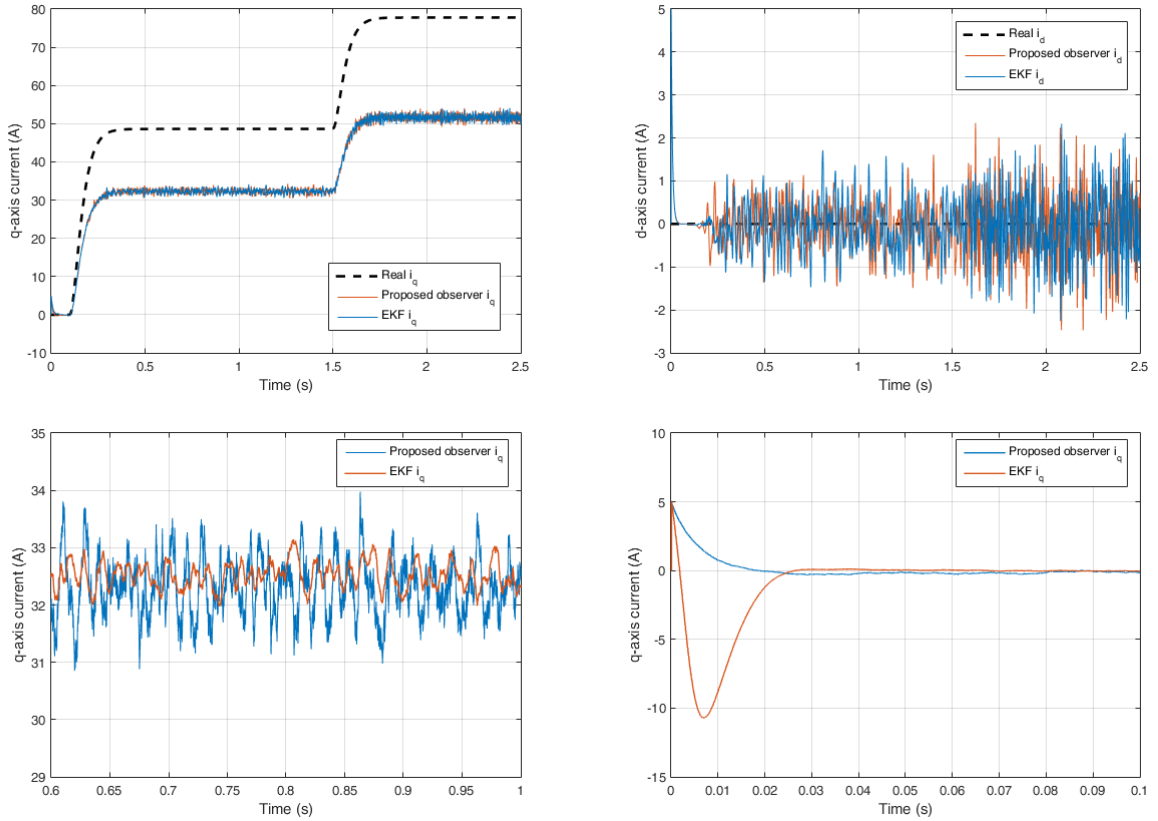 80
70
60
50
40
30
20
10
0
-10
q-axis current (A)
Real i_q
Proposed observer i_q
EKF i_q
0 0.5 1 1.5 2 2.5
Time (s)
5
4
3
2
1
0
-1
-2
-3
d-axis current (A)
Real i_d
Proposed observer i_d
EKF i_d
0 0.5 1 1.5 2 2.5
Time (s)
35
34
33
32
31
30
29
q-axis current (A)
Proposed observer i_q
EKF i_q
0.6 0.65 0.7 0.75 0.8 0.85 0.9 0.95 1
Time (s)
10
5
0
-5
-10
-15
q-axis current (A)
Proposed observer i_q
EKF i_q
0 0.01 0.02 0.03 0.04 0.05 0.06 0.07 0.08 0.09 0.1
Time (s)